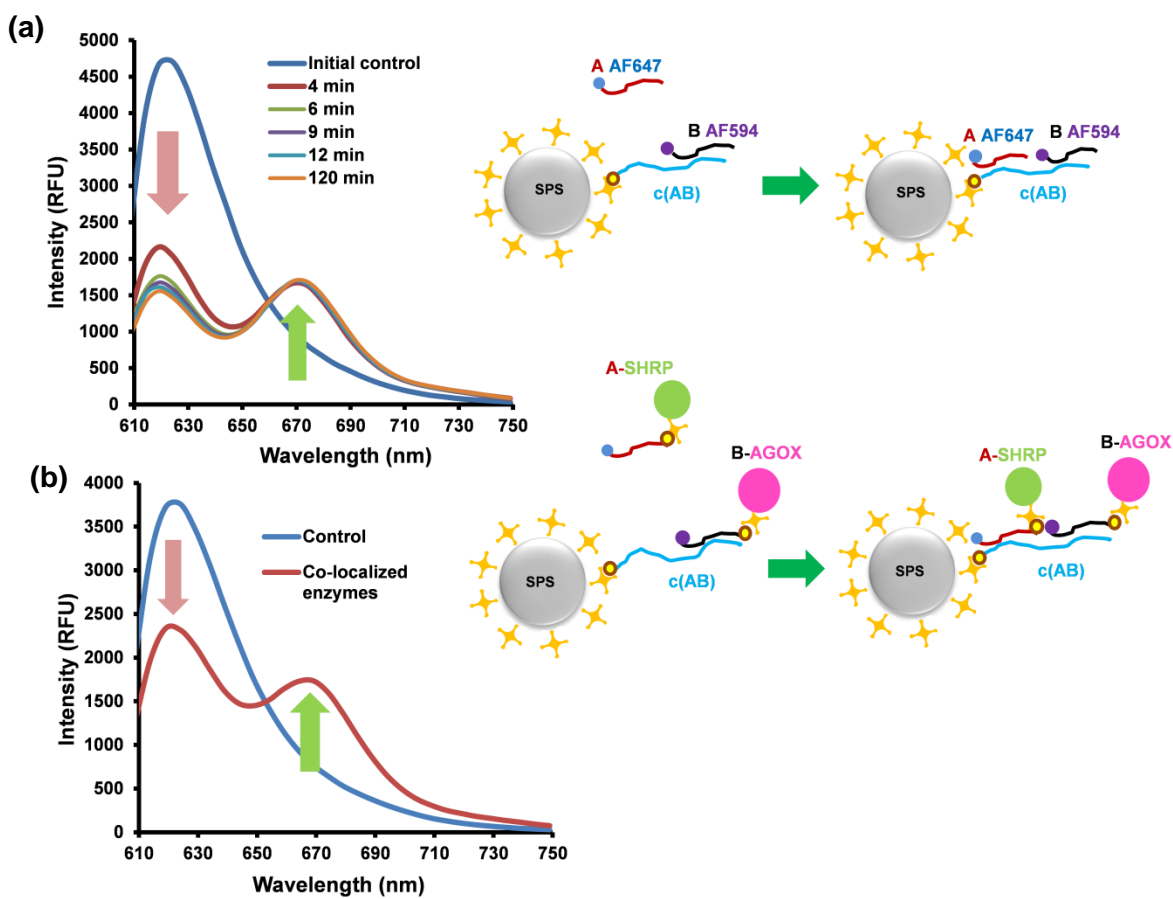 (a)
5000
4500
4000
3500
3000
2500
2000
1500
1000
500
0
Intensity (RFU)
610 630 650 670 690 710 730 750
Wavelength (nm)
Initial control
4 min
6 min
9 min
12 min
120 min
A AF647
B AF594
SPS
c(AB)
A AF647
B AF594
SPS
c(AB)
(b)
4000
3500
3000
2500
2000
1500
1000
500
0
Intensity (RFU)
610 630 650 670 690 710 730 750
Wavelength (nm)
Control
Co-localized
enzymes
A-SHRP
B-AGOX
SPS
c(AB)
A-SHRP
B-AGOX
SPS
c(AB)